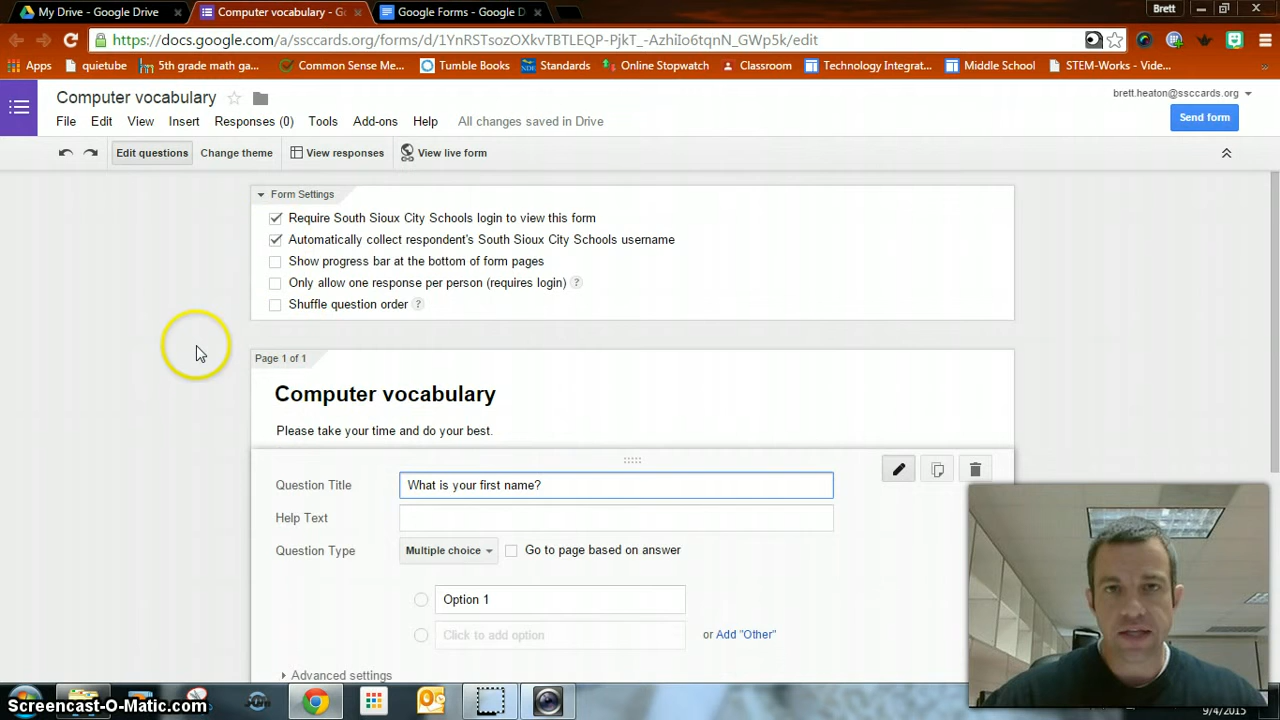 My Drive - Google Drive
Computer vocabulary - Go
Google Forms - Google D
Brett
https://docs.google.com/a/ssccards.org/forms/d/1YnRSTsozOXkvTBTLEQP-PjkT_-AzhiIo6tqnN_GWp5k/edit
Apps quietube 5th grade math ga... Common Sense Me... Tumble Books Standards Online Stopwatch Classroom Technology Integrat... Middle School STEM-Works - Vide...
Computer vocabulary
brett.heaton@ssccards.org
File Edit View Insert Responses (0) Tools Add-ons Help All changes saved in Drive
Send form
Edit questions Change theme View responses View live form
Form Settings
Require South Sioux City Schools login to view this form
Automatically collect respondent's South Sioux City Schools username
Show progress bar at the bottom of form pages
Only allow one response per person (requires login) ?
Shuffle question order ?
Page 1 of 1
Computer vocabulary
Please take your time and do your best.
Question Title What is your first name?
Help Text
Question Type Multiple choice Go to page based on answer
Option 1
Click to add option or Add "Other"
Advanced settings
Screencast-O-Matic.com
9/4/2015